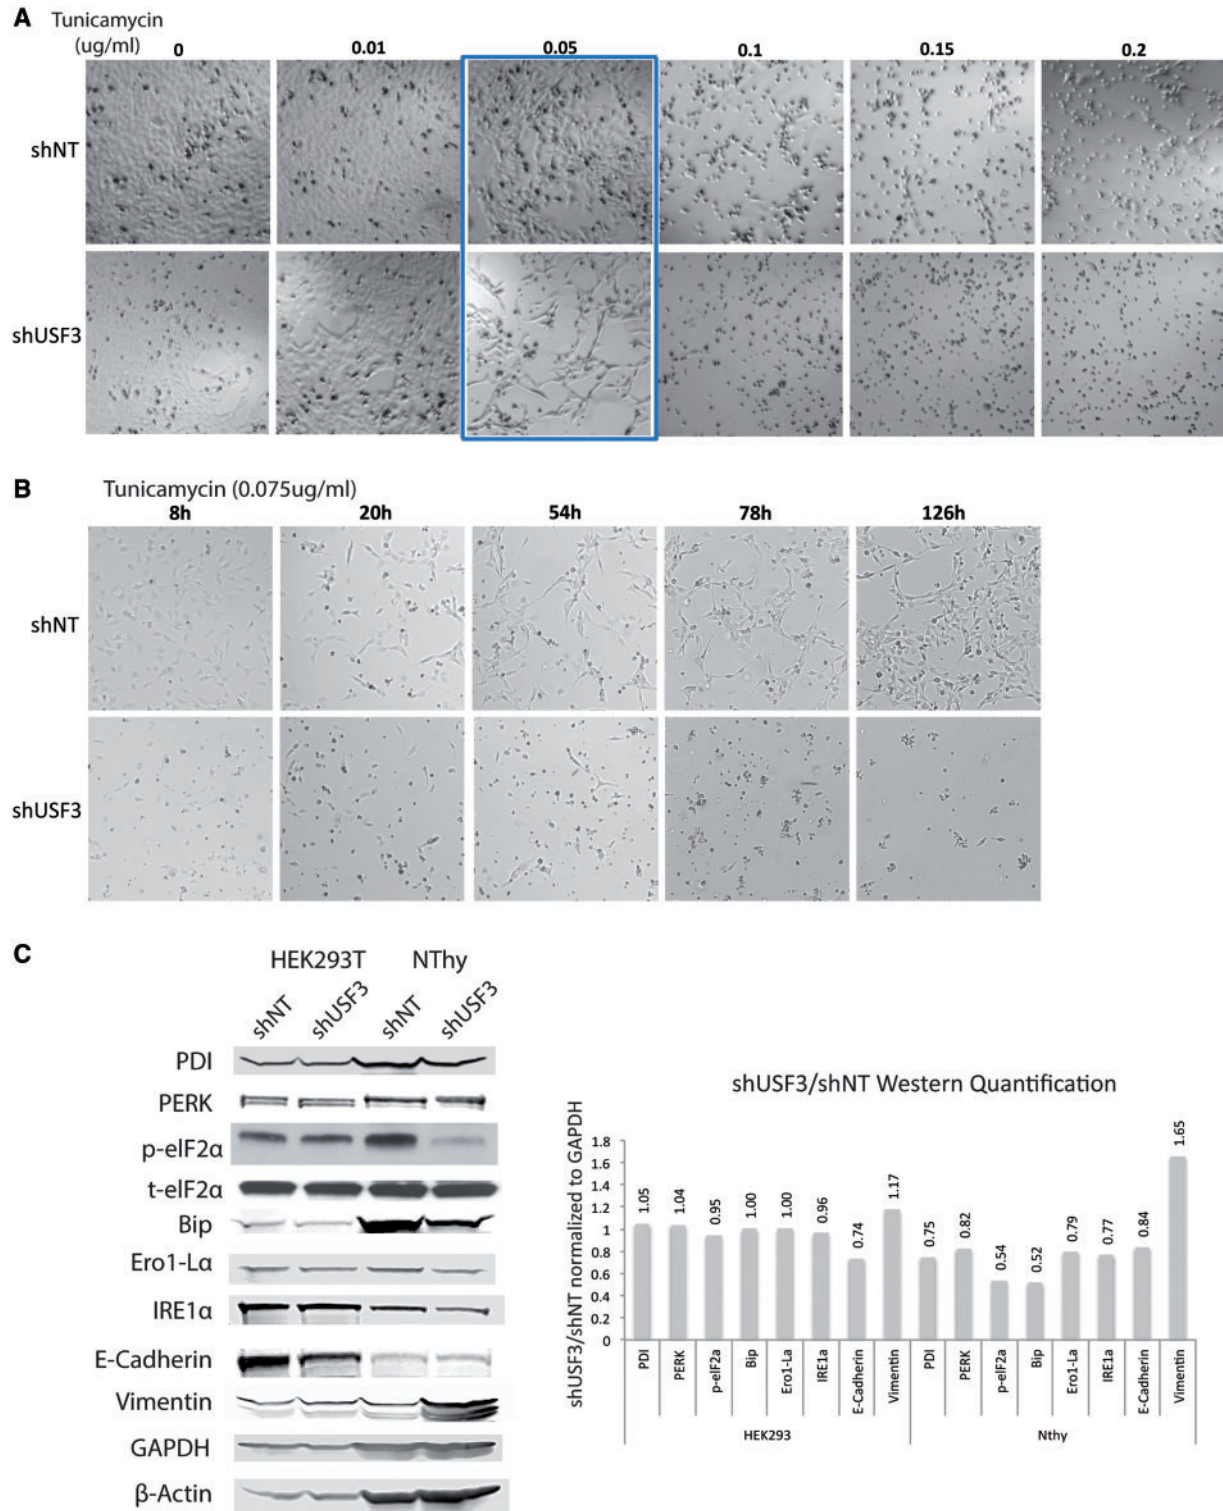 A
Tunicamycin
(ug/ml)
0
0.01
0.05
0.1
0.15
0.2
shNT
shUSF3
B
Tunicamycin (0.075ug/ml)
8h
20h
54h
78h
126h
shNT
shUSF3
C
HEK293T
NThy
shNT
shUSF3
shNT
shUSF3
PDI
PERK
p-eIF2α
t-eIF2α
Bip
Ero1-Lα
IRE1α
E-Cadherin
Vimentin
GAPDH
β-Actin
shUSF3/shNT Western Quantification
shUSF3/shNT normalized to GAPDH
1.8
1.6
1.4
1.2
1
0.8
0.6
0.4
0.2
0
1.05
1.04
0.95
1.00
1.00
0.96
0.74
1.17
0.75
0.82
0.54
0.52
0.79
0.77
0.84
1.65
PDI
PERK
p-eIF2a
Bip
Ero1-La
IRE1a
E-Cadherin
Vimentin
PDI
PERK
p-eIF2a
Bip
Ero1-La
IRE1a
E-Cadherin
Vimentin
HEK293
Nthy